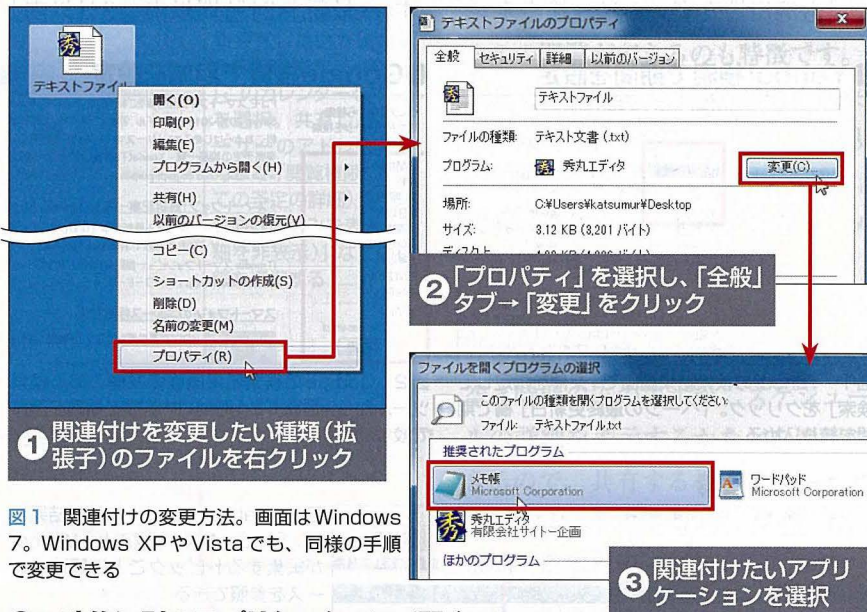 テキストファイル
開く(O)
印刷(P)
編集(E)
プログラムから開く(H)
共有(H)
以前のバージョンの復元(V)
コピー(C)
ショートカットの作成(S)
削除(D)
名前の変更(M)
プロパティ(R)
❶関連付けを変更したい種類(拡
張子)のファイルを右クリック
図1 関連付けの変更方法。画面はWindows
7。Windows XPやVistaでも、同様の手順
で変更できる
テキストファイルのプロパティ
全般 セキュリティ 詳細 以前のバージョン
テキストファイル
ファイルの種類: テキスト文書 (.txt)
プログラム: 秀丸エディタ 変更(C)...
場所: C:¥Users¥katsumur¥Desktop
サイズ: 3.12 KB (3,201 バイト)
❷「プロパティ」を選択し、「全般」
タブ→「変更」をクリック
ファイルを開くプログラムの選択
このファイルの種類を開くプログラムを選択してください:
ファイル: テキストファイル.txt
推奨されたプログラム
メモ帳
Microsoft Corporation
ワードパッド
Microsoft Corporation
秀丸エディタ
有限会社サイトー企画
ほかのプログラム
❸関連付けたいアプリ
ケーションを選択